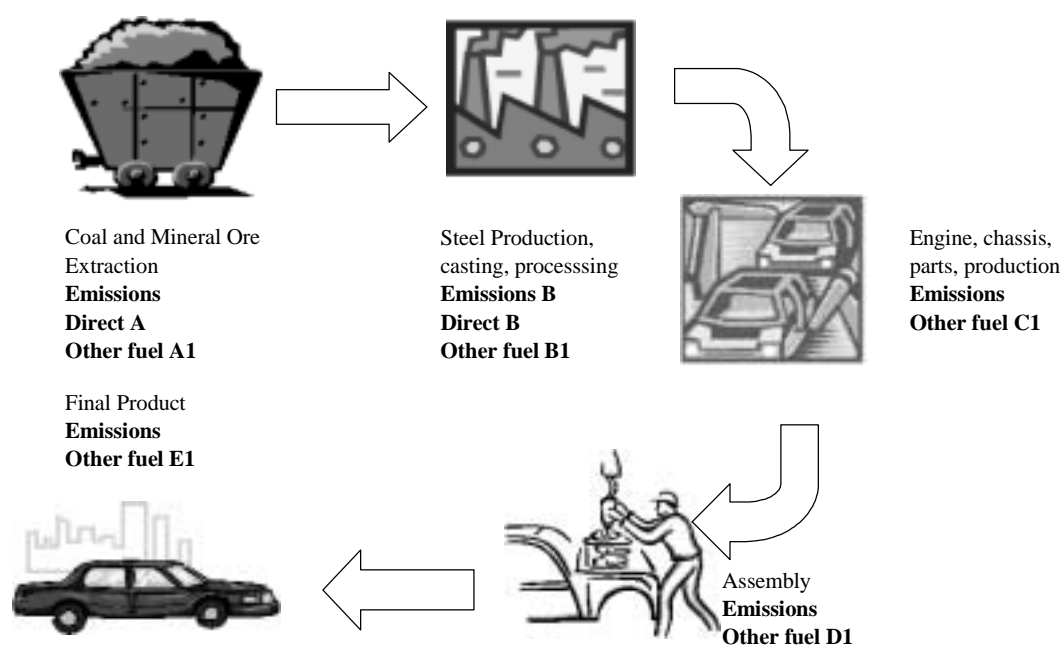 Coal and Mineral Ore
Extraction
Emissions
Direct A
Other fuel A1
Steel Production,
casting, processsing
Emissions B
Direct B
Other fuel B1
Engine, chassis,
parts, production
Emissions
Other fuel C1
Final Product
Emissions
Other fuel E1
Assembly
Emissions
Other fuel D1